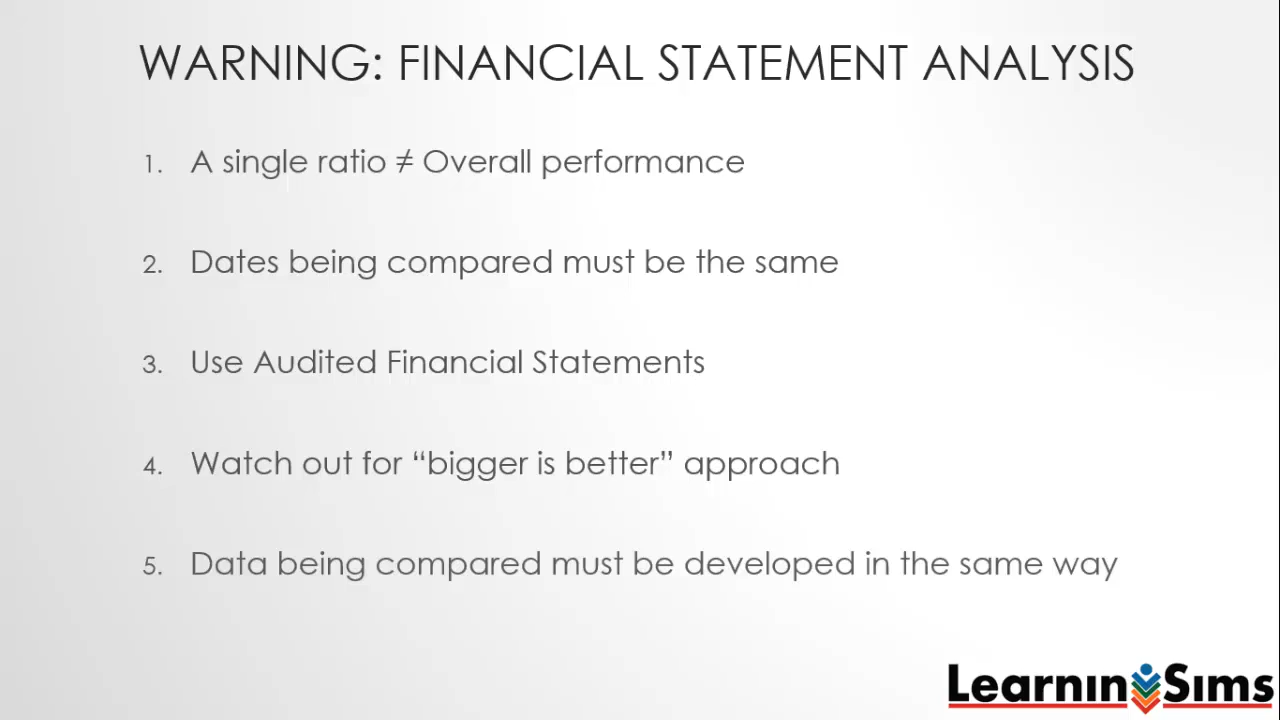 WARNING: FINANCIAL STATEMENT ANALYSIS
1. A single ratio ≠ Overall performance
2. Dates being compared must be the same
3. Use Audited Financial Statements
4. Watch out for “bigger is better” approach
5. Data being compared must be developed in the same way
Learnin Sims